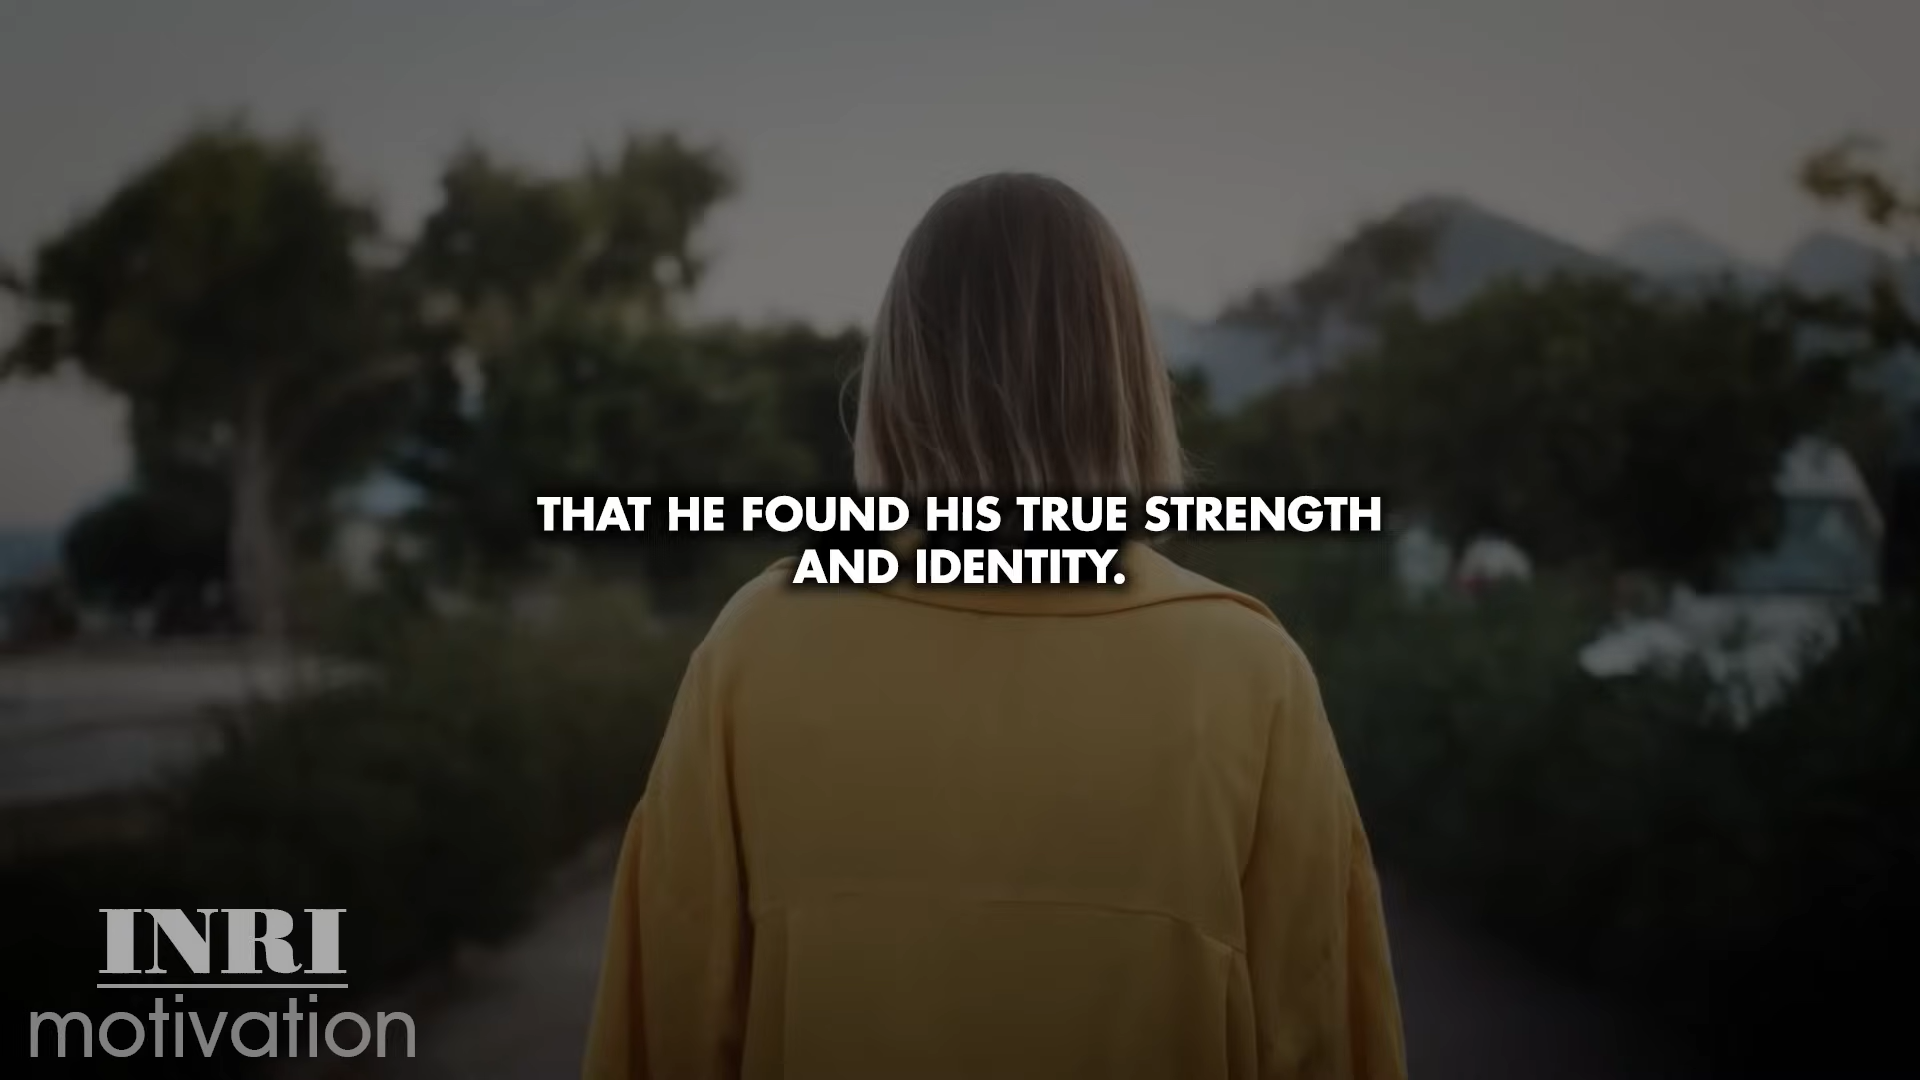 THAT HE FOUND HIS TRUE STRENGTH
AND IDENTITY.
INRI
motivation